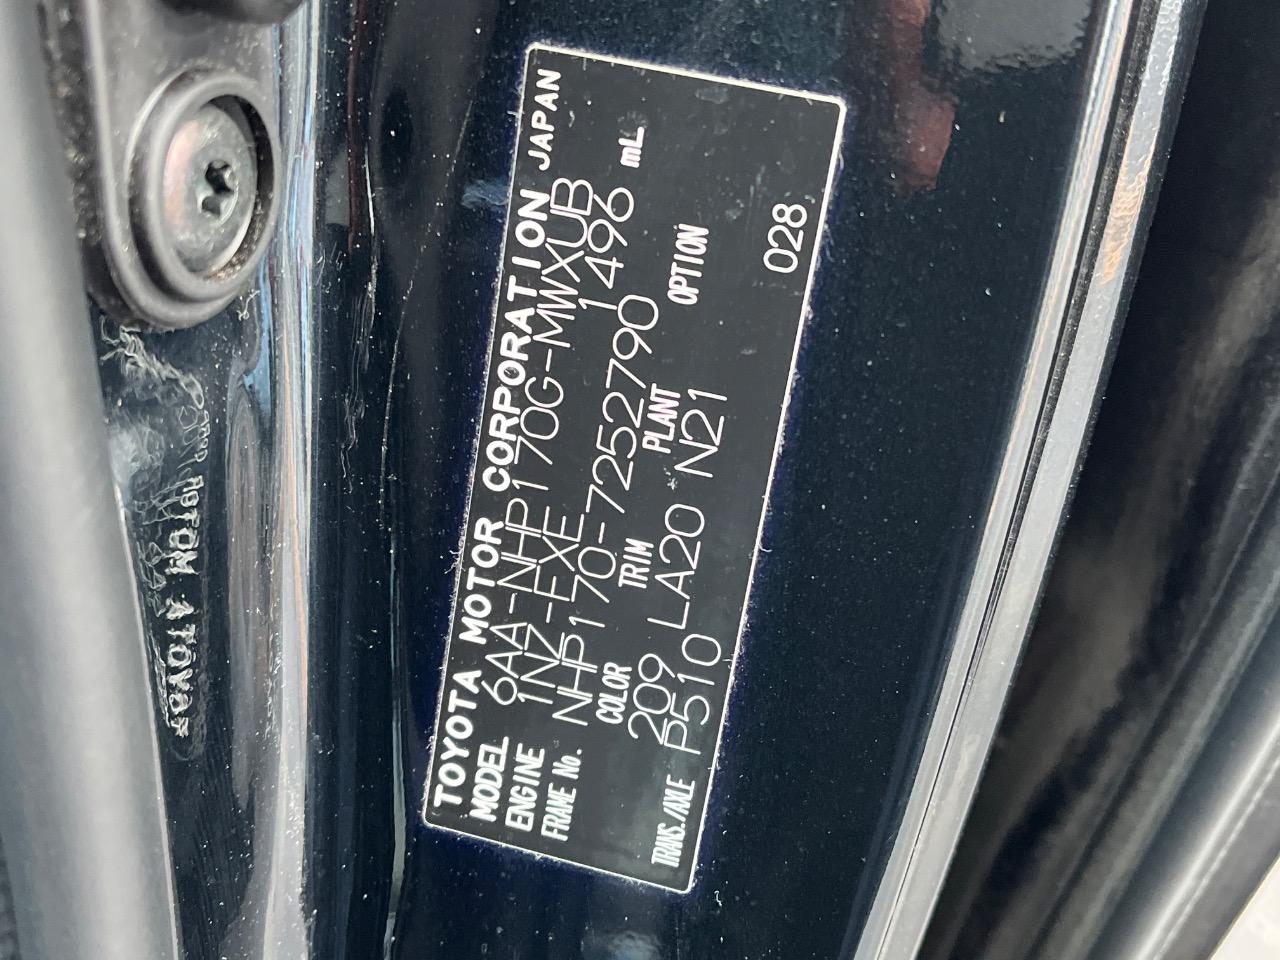 TOYOTA MOTOR CORPORATION JAPAN
MODEL 6AA-NHP170G-MWXUB
ENGINE 1NZ-EXE 1496 mL
FRAME No. NHP170-7252790
COLOR TRIM PLANT OPTION
209 LA20 N21
TRANS./AXLE P510 028